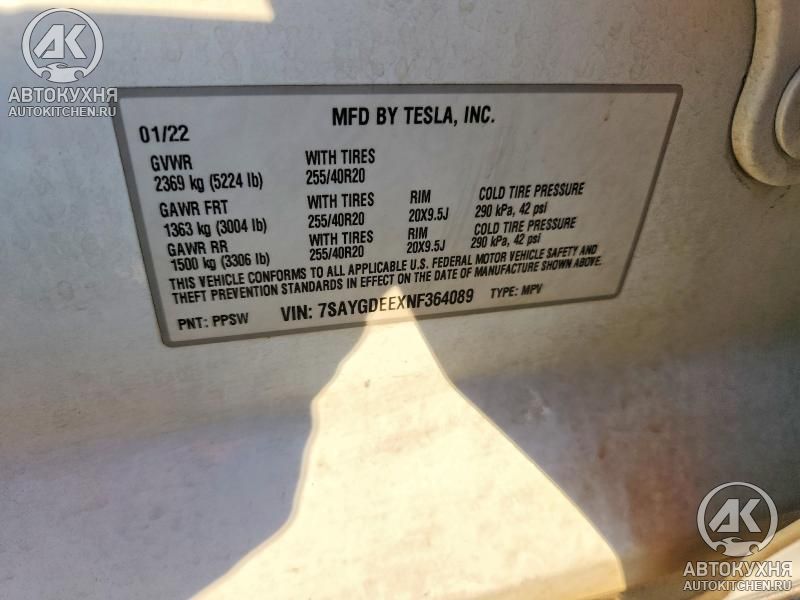 AK
АВТОКУХНЯ
AUTOKITCHEN.RU
MFD BY TESLA, INC.
01/22
GVWR WITH TIRES
2369 kg (5224 lb) 255/40R20
GAWR FRT WITH TIRES RIM COLD TIRE PRESSURE
1363 kg (3004 lb) 255/40R20 20X9.5J 290 kPa, 42 psi
GAWR RR WITH TIRES RIM COLD TIRE PRESSURE
1500 kg (3306 lb) 255/40R20 20X9.5J 290 kPa, 42 psi
THIS VEHICLE CONFORMS TO ALL APPLICABLE U.S. FEDERAL MOTOR VEHICLE SAFETY AND
THEFT PREVENTION STANDARDS IN EFFECT ON THE DATE OF MANUFACTURE SHOWN ABOVE.
PNT: PPSW VIN: 7SAYGDEEXNF364089 TYPE: MPV
AK
АВТОКУХНЯ
AUTOKITCHEN.RU